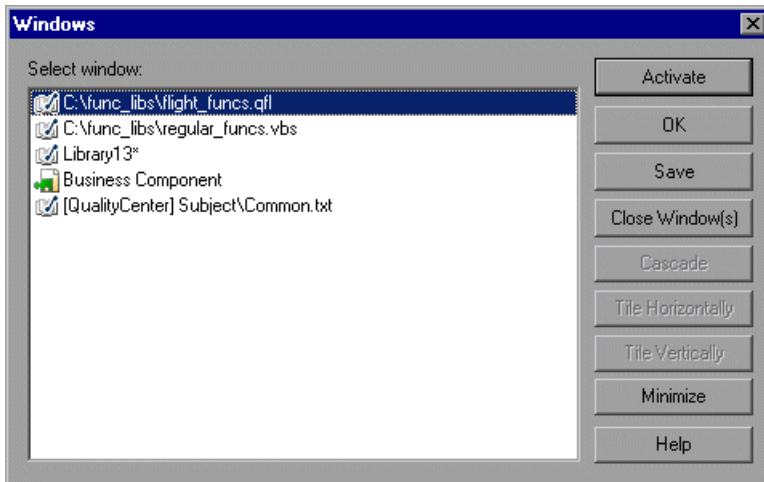 Windows
Select window:
C:\func_libs\flight_funcs.qfl
C:\func_libs\regular_funcs.vbs
Library13*
Business Component
[QualityCenter] Subject\Common.txt
Activate
OK
Save
Close Window(s)
Cascade
Tile Horizontally
Tile Vertically
Minimize
Help